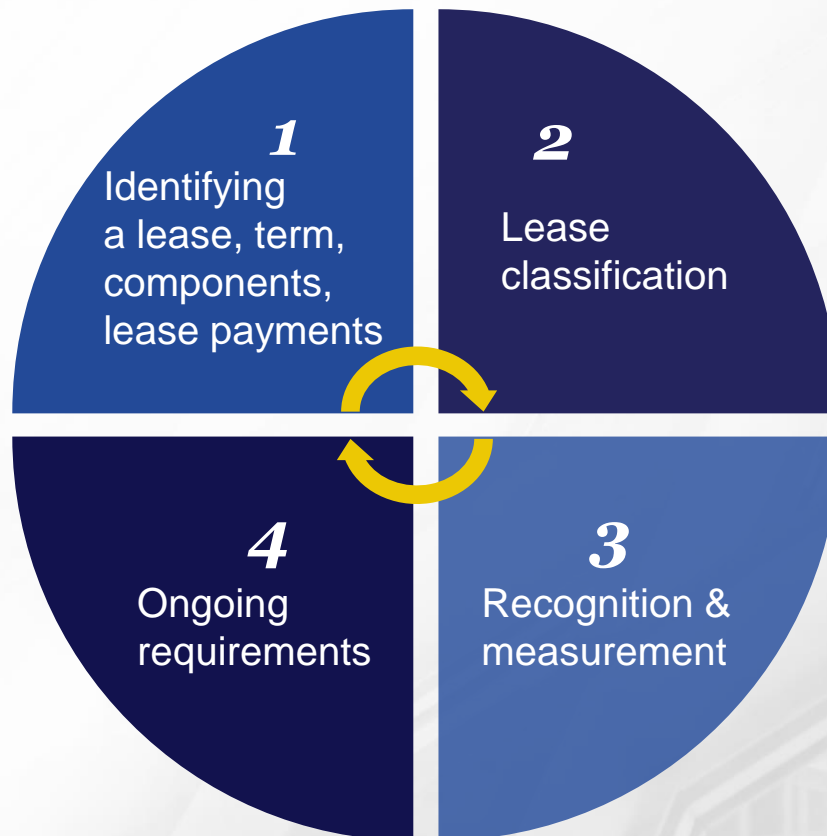 1
Identifying
a lease, term,
components,
lease payments
2
Lease
classification
3
Recognition &
measurement
4
Ongoing
requirements